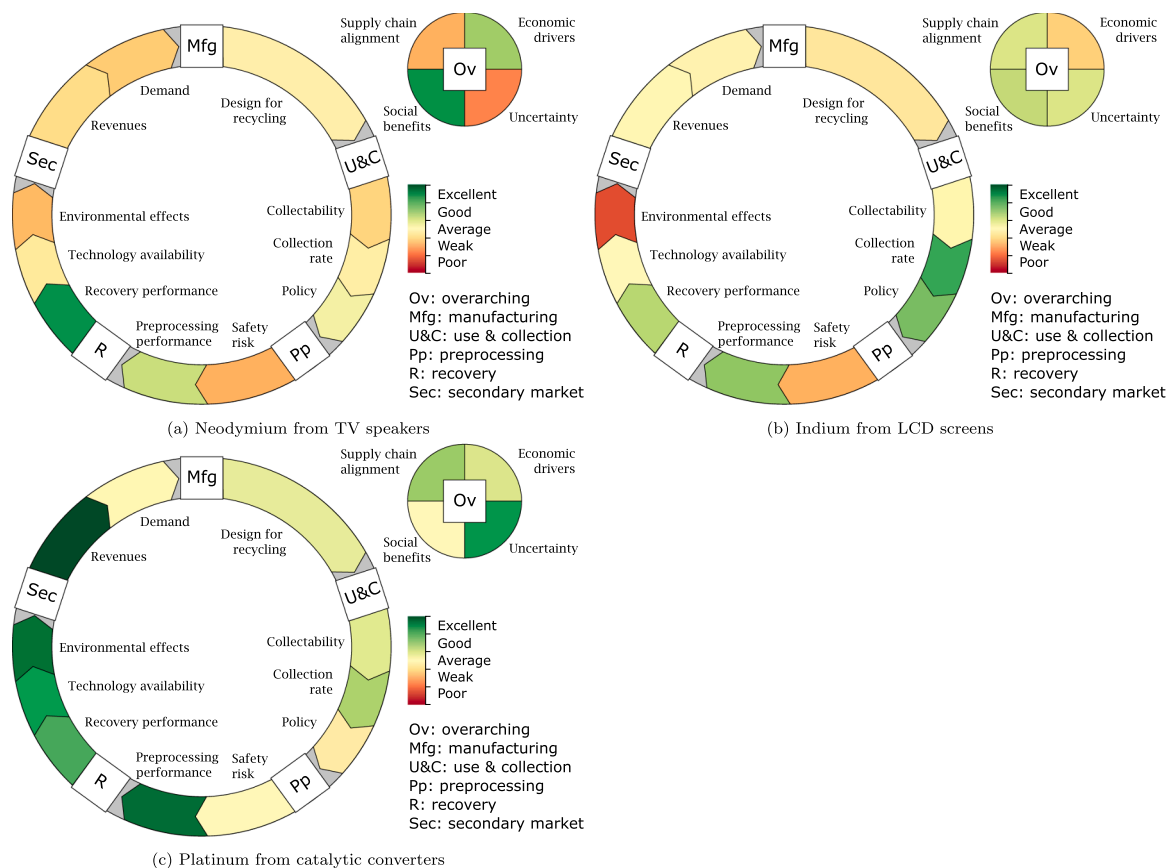 Supply chain
alignment
Economic
drivers
Ov
Social
benefits
Uncertainty
Mfg
Demand
Design for
recycling
Revenues
Sec
U&C
Environmental effects
Collectability
Technology availability
Collection
rate
Recovery performance
Policy
Preprocessing
performance
Safety
risk
R
Pp
Excellent
Good
Average
Weak
Poor
Ov: overarching
Mfg: manufacturing
U&C: use & collection
Pp: preprocessing
R: recovery
Sec: secondary market
(a) Neodymium from TV speakers
Supply chain
alignment
Economic
drivers
Ov
Social
benefits
Uncertainty
Mfg
Demand
Design for
recycling
Revenues
Sec
U&C
Environmental effects
Collectability
Technology availability
Collection
rate
Recovery performance
Policy
Preprocessing
performance
Safety
risk
R
Pp
Excellent
Good
Average
Weak
Poor
Ov: overarching
Mfg: manufacturing
U&C: use & collection
Pp: preprocessing
R: recovery
Sec: secondary market
(b) Indium from LCD screens
Supply chain
alignment
Economic
drivers
Ov
Social
benefits
Uncertainty
Mfg
Demand
Design for
recycling
Revenues
Sec
U&C
Environmental effects
Collectability
Technology availability
Collection
rate
Recovery performance
Policy
Preprocessing
performance
Safety
risk
R
Pp
Excellent
Good
Average
Weak
Poor
Ov: overarching
Mfg: manufacturing
U&C: use & collection
Pp: preprocessing
R: recovery
Sec: secondary market
(c) Platinum from catalytic converters